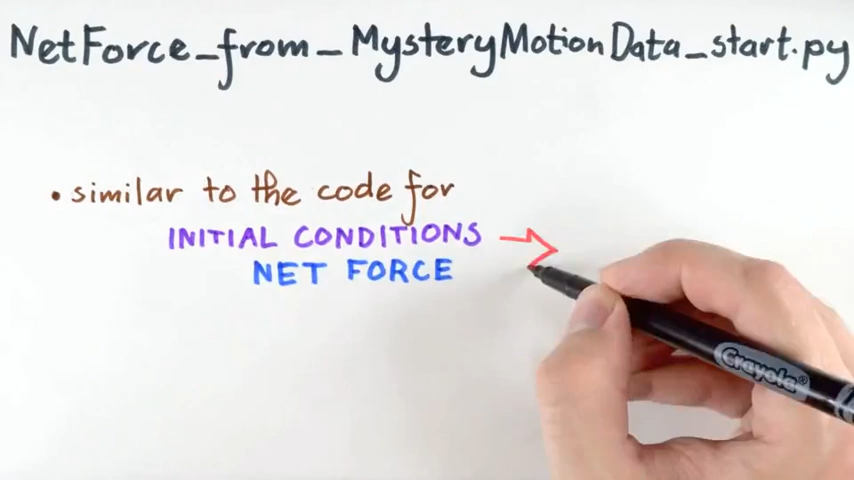 NetForce_from_MysteryMotionData_start.py
• similar to the code for
INITIAL CONDITIONS
NET FORCE
Crayola®